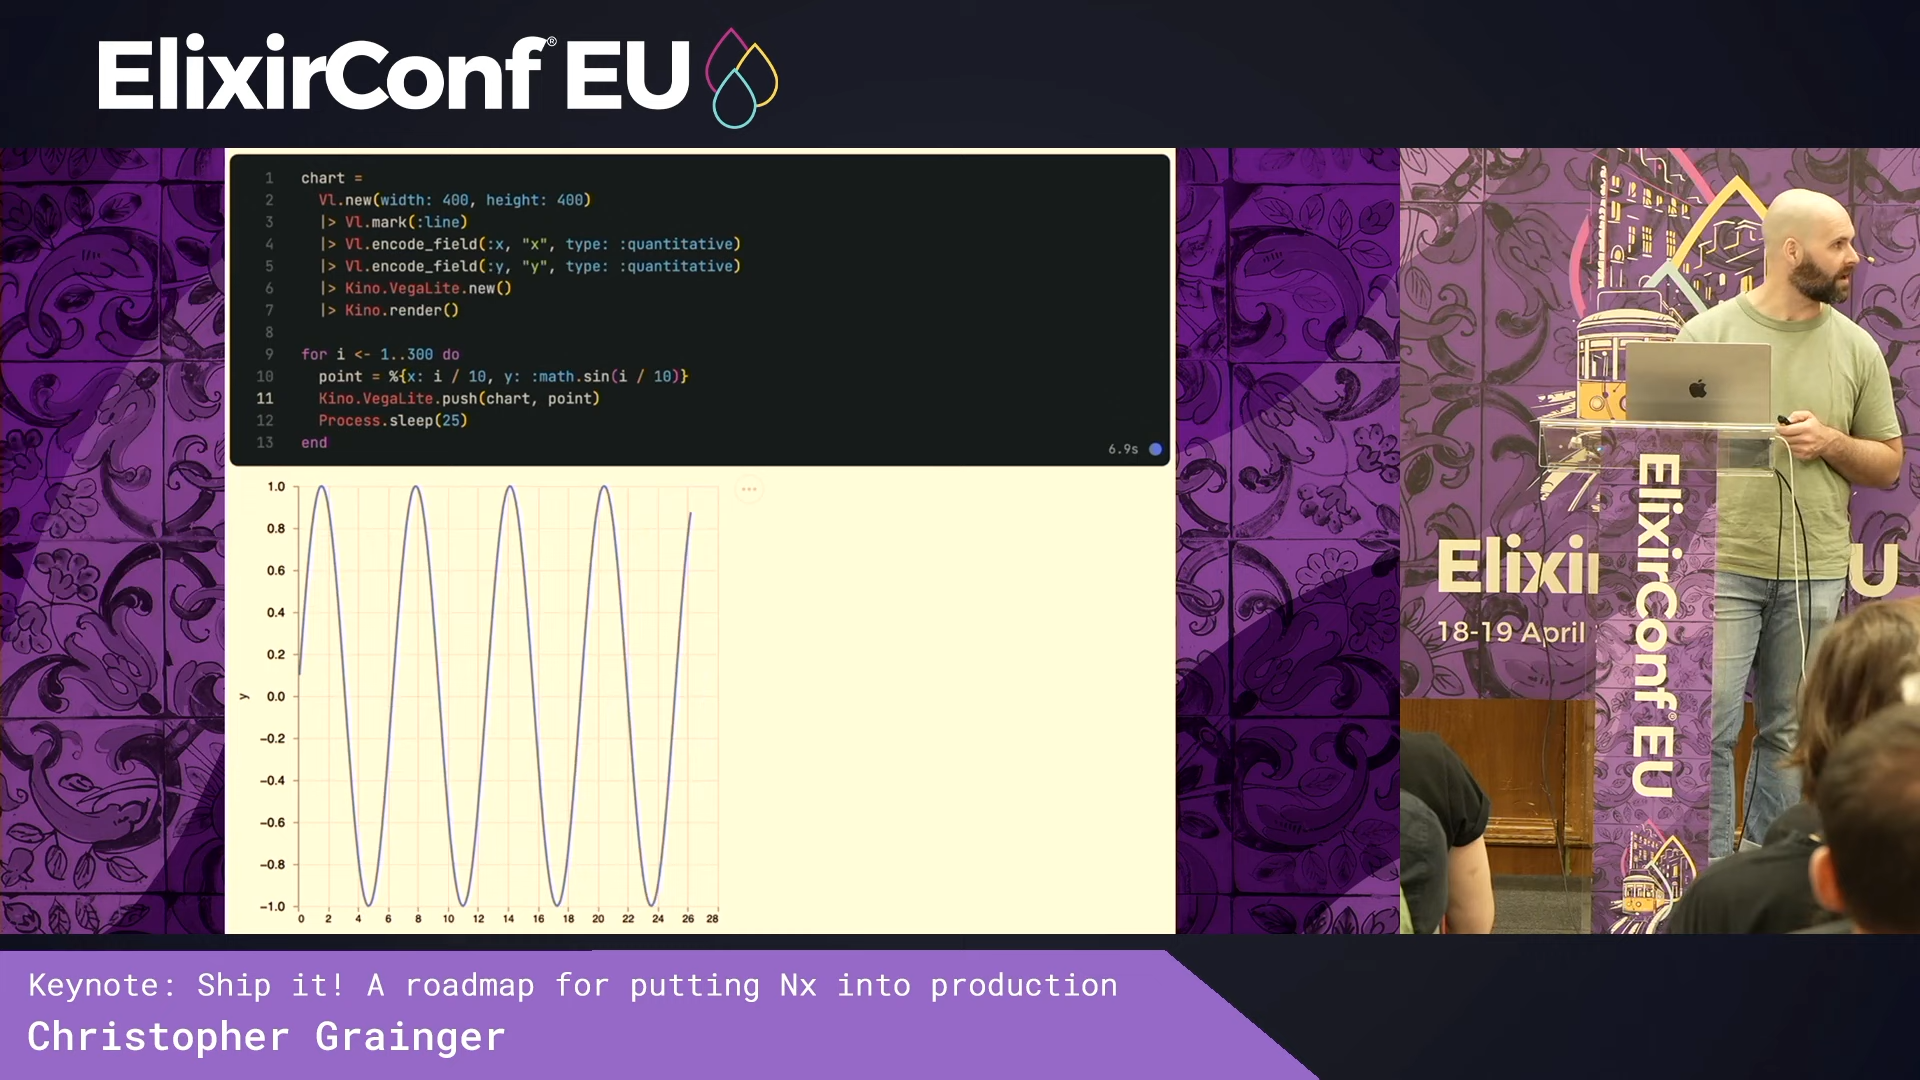 ElixirConf® EU
1 chart =
2 Vl.new(width: 400, height: 400)
3 |> Vl.mark(:line)
4 |> Vl.encode_field(:x, "x", type: :quantitative)
5 |> Vl.encode_field(:y, "y", type: :quantitative)
6 |> Kino.VegaLite.new()
7 |> Kino.render()
8
9 for i <- 1..300 do
10 point = %{x: i / 10, y: :math.sin(i / 10)}
11 Kino.VegaLite.push(chart, point)
12 Process.sleep(25)
13 end
6.9s
1.0
0.8
0.6
0.4
0.2
0.0
−0.2
−0.4
−0.6
−0.8
−1.0
y
0 2 4 6 8 10 12 14 16 18 20 22 24 26 28
Elixir
U
18-19 April
ElixirConf® EU
Keynote: Ship it! A roadmap for putting Nx into production
Christopher Grainger